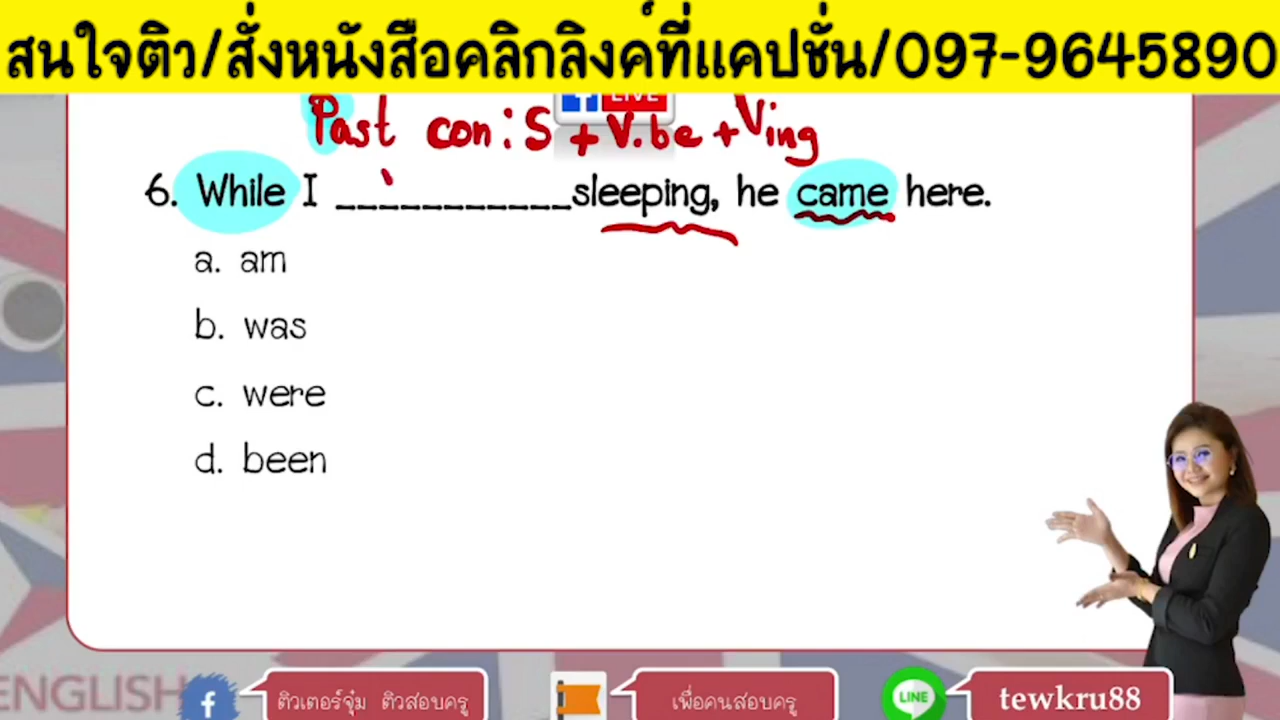 สนใจติว/สั่งหนังสือคลิกลิงค์ที่แคปชั่น/097-9645890
LIVE
Past con: S + V.be + Ving
6. While I ___________sleeping, he came here.
a. am
b. was
c. were
d. been
ENGLISH
ติวเตอร์จุ๋ม ติวสอบครู
เพื่อคนสอบครู
LINE
tewkru88